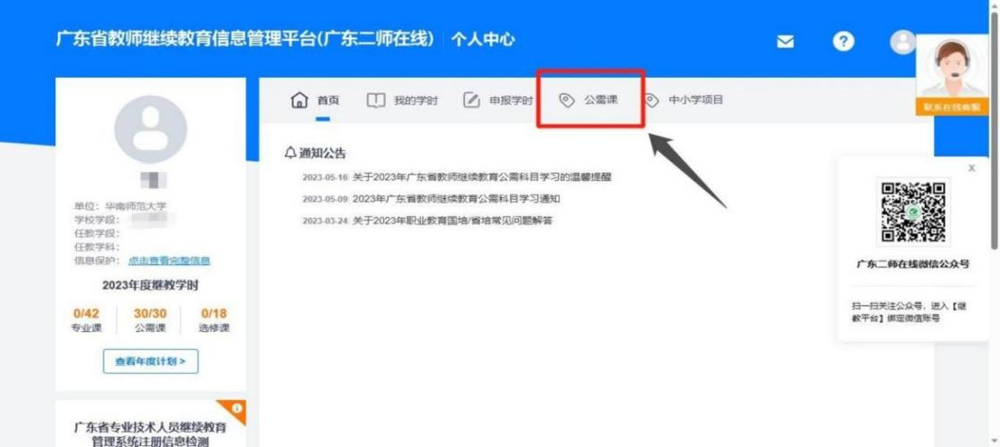 广东省教师继续教育信息管理平台(广东二师在线) 个人中心
?
联系在线客服
首页 我的学时 申报学时 公需课 中小学项目
通知公告
2023-05-16 关于2023年广东省教师继续教育公需科目学习的温馨提醒
2023-05-09 2023年广东省教师继续教育公需科目学习通知
2023-03-24 关于2023年职业教育国培/省培常见问题解答
单位：华南师范大学
学校学段：
任教学段：
任教学科：
信息保护：点击查看完整信息
2023年度继教学时
0/42 30/30 0/18
专业课 公需课 选修课
查看年度计划 >
广东省专业技术人员继续教育
管理系统注册信息检测
X
广东二师在线微信公众号
扫一扫关注公众号，进入【继
教平台】绑定微信账号